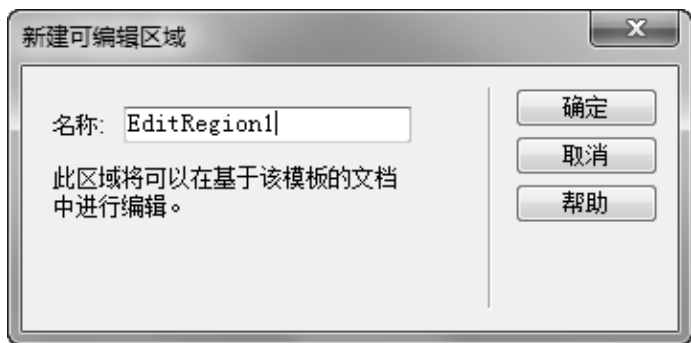 新建可编辑区域
名称: EditRegion1
此区域将可以在基于该模板的文档
中进行编辑。
确定
取消
帮助